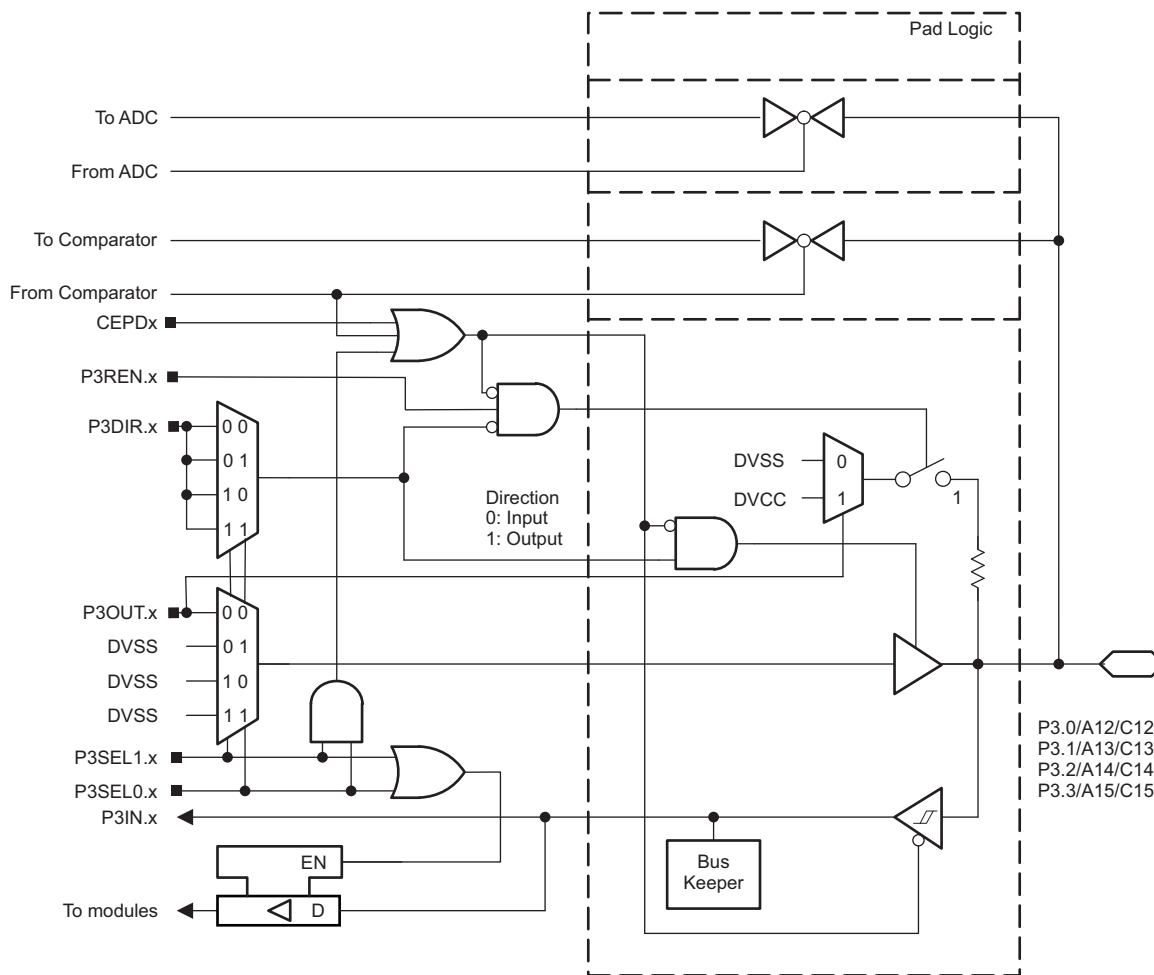 Pad Logic
To ADC
From ADC
To Comparator
From Comparator
CEPDx
P3REN.x
P3DIR.x
0 0
0 1
1 0
1 1
Direction
0: Input
1: Output
DVSS
0
DVCC
1
1
P3OUT.x
0 0
DVSS
0 1
DVSS
1 0
DVSS
1 1
P3SEL1.x
P3SEL0.x
P3IN.x
P3.0/A12/C12
P3.1/A13/C13
P3.2/A14/C14
P3.3/A15/C15
Bus
Keeper
EN
D
To modules